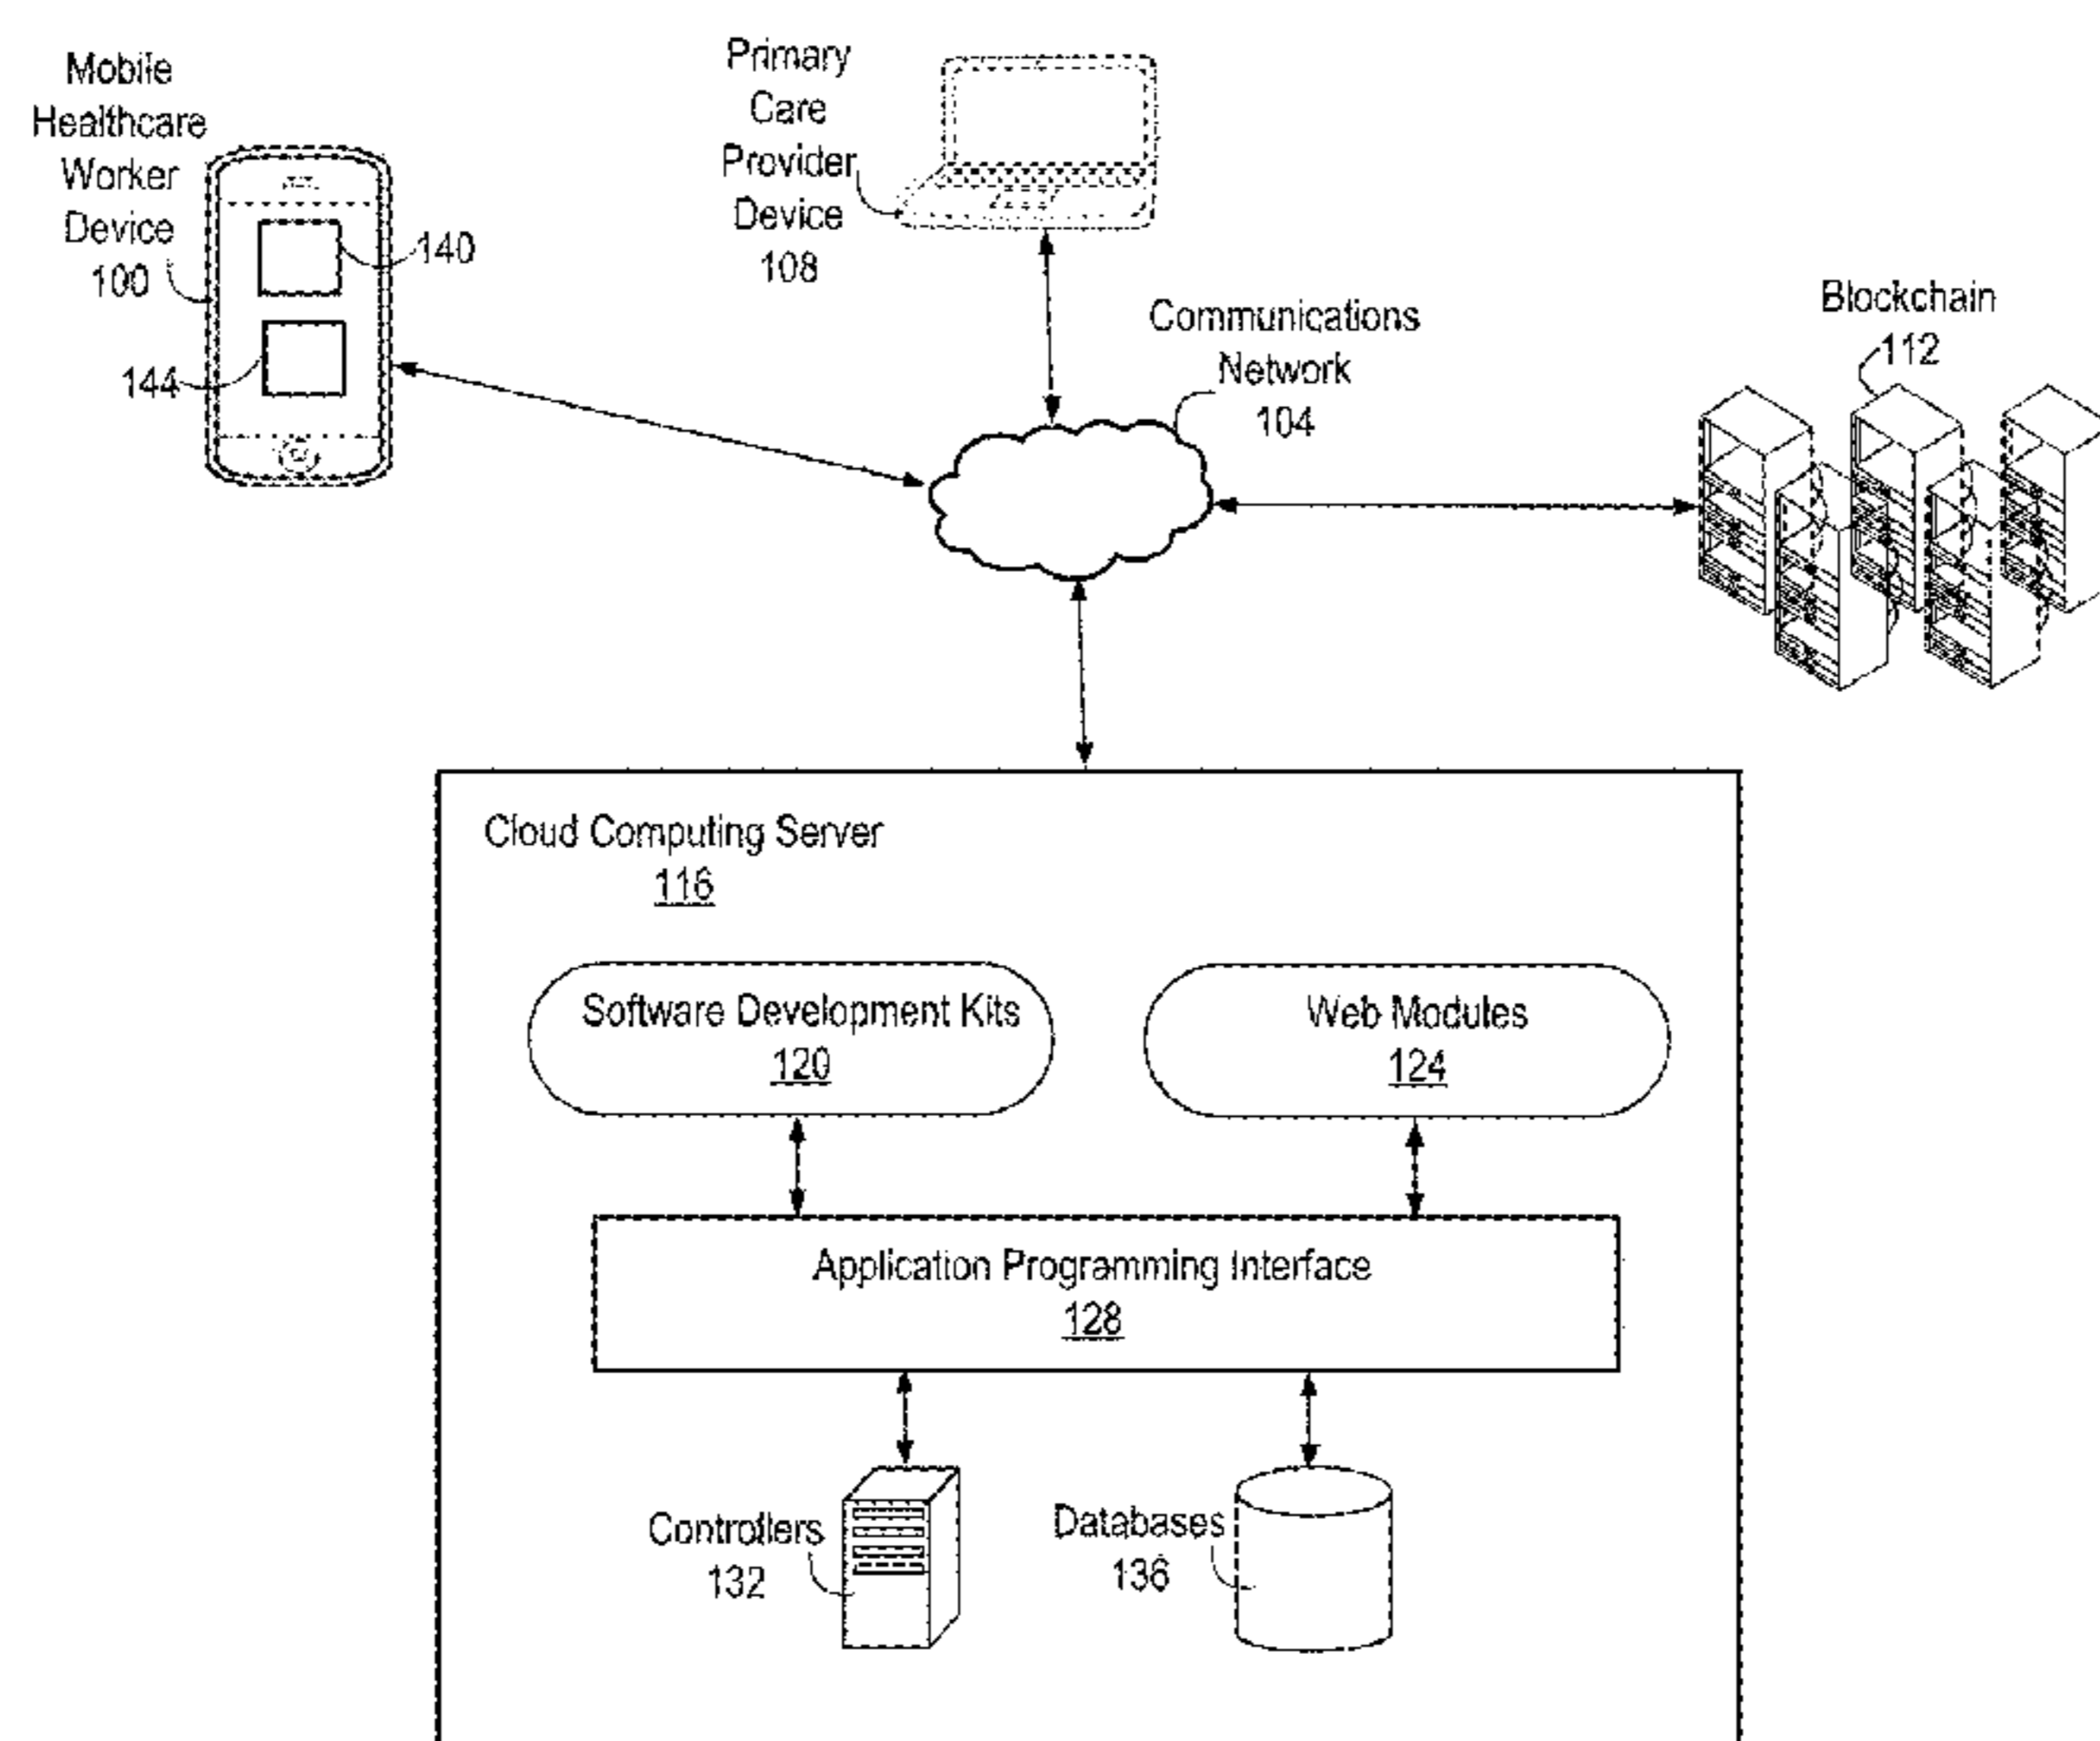 Mobile
Healthcare
Worker
Device
100
140
144
Primary
Care
Provider
Device
108
Communications
Network
104
Blockchain
112
Cloud Computing Server
116
Software Development Kits
120
Web Modules
124
Application Programming Interface
128
Controllers
132
Databases
136